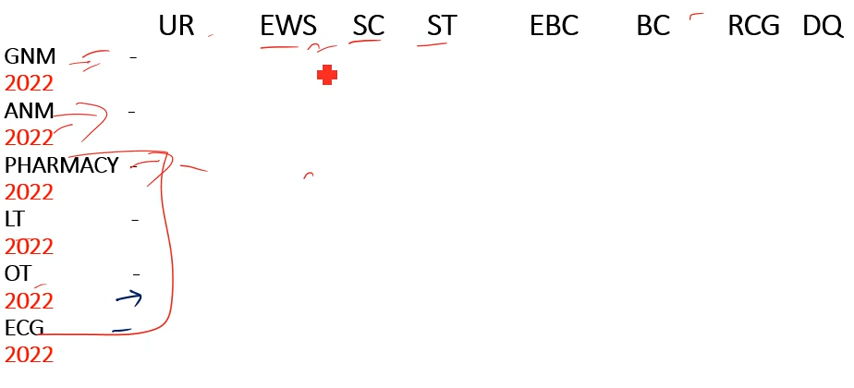 UR EWS SC ST EBC BC RCG DQ
GNM -
2022
ANM -
2022
PHARMACY -
2022
LT -
2022
OT -
2022
ECG
2022